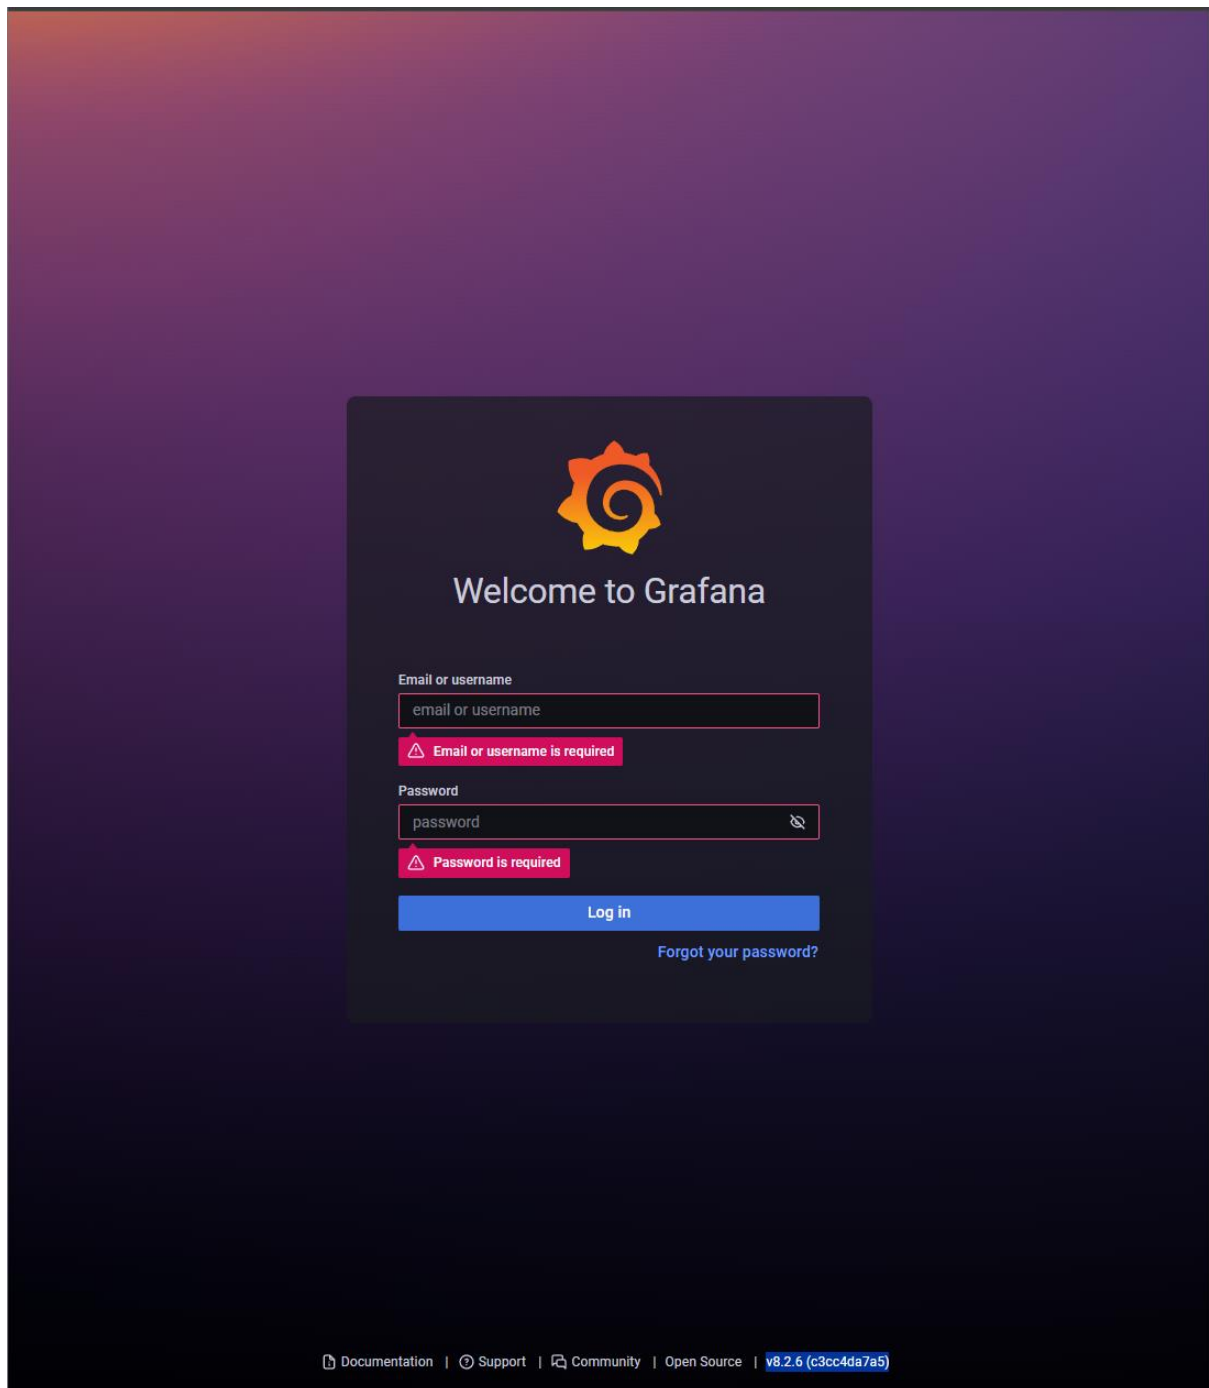 Welcome to Grafana
Email or username
email or username
Email or username is required
Password
password
Password is required
Log in
Forgot your password?
Documentation | Support | Community | Open Source | v8.2.6 (c3cc4da7a5)